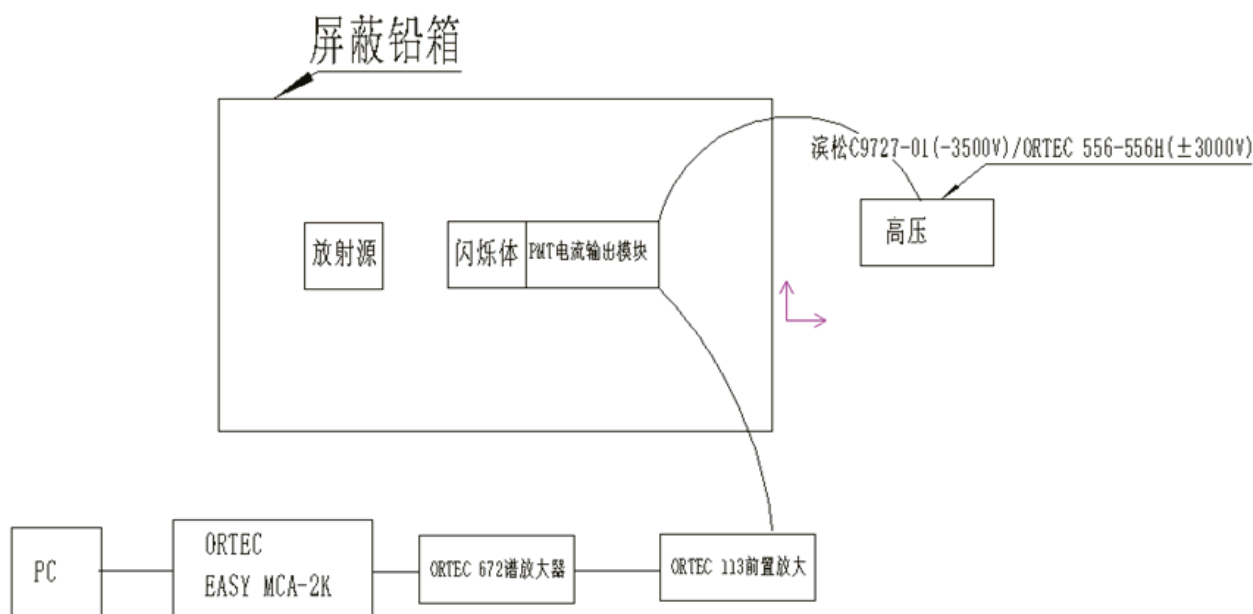 屏蔽铅箱
滨松C9727-01(-3500V)/ORTEC 556-556H(±3000V)
高压
放射源
闪烁体
PMT电流输出模块
PC
ORTEC
EASY MCA-2K
ORTEC 672谱放大器
ORTEC 113前置放大